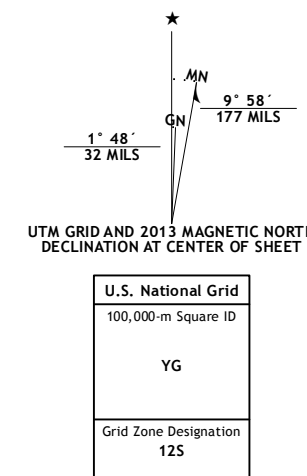 ★
MN
GN
9° 58´
177 MILS
1° 48´
32 MILS
UTM GRID AND 2013 MAGNETIC NORT
DECLINATION AT CENTER OF SHEET
U.S. National Grid
100,000-m Square ID
YG
Grid Zone Designation
12S